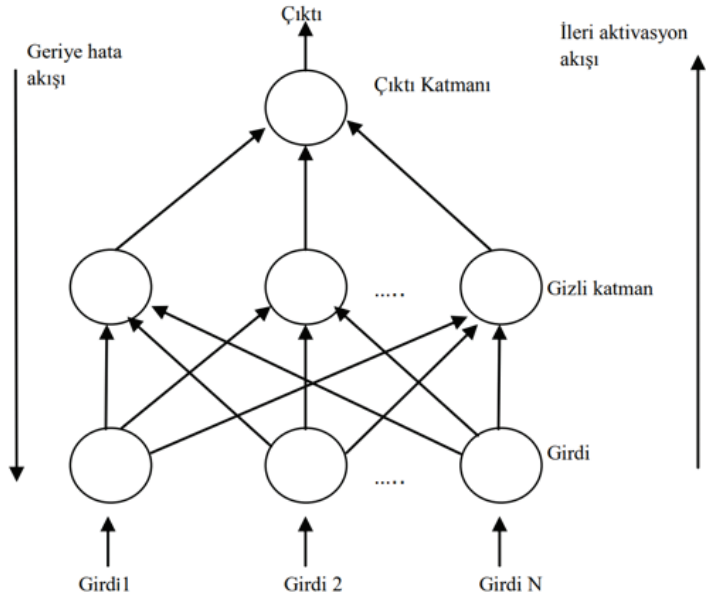 Çıktı
Geriye hata
akışı
İleri aktivasyon
akışı
Çıktı Katmanı
.....
Gizli katman
Girdi
.....
Girdi1
Girdi 2
Girdi N